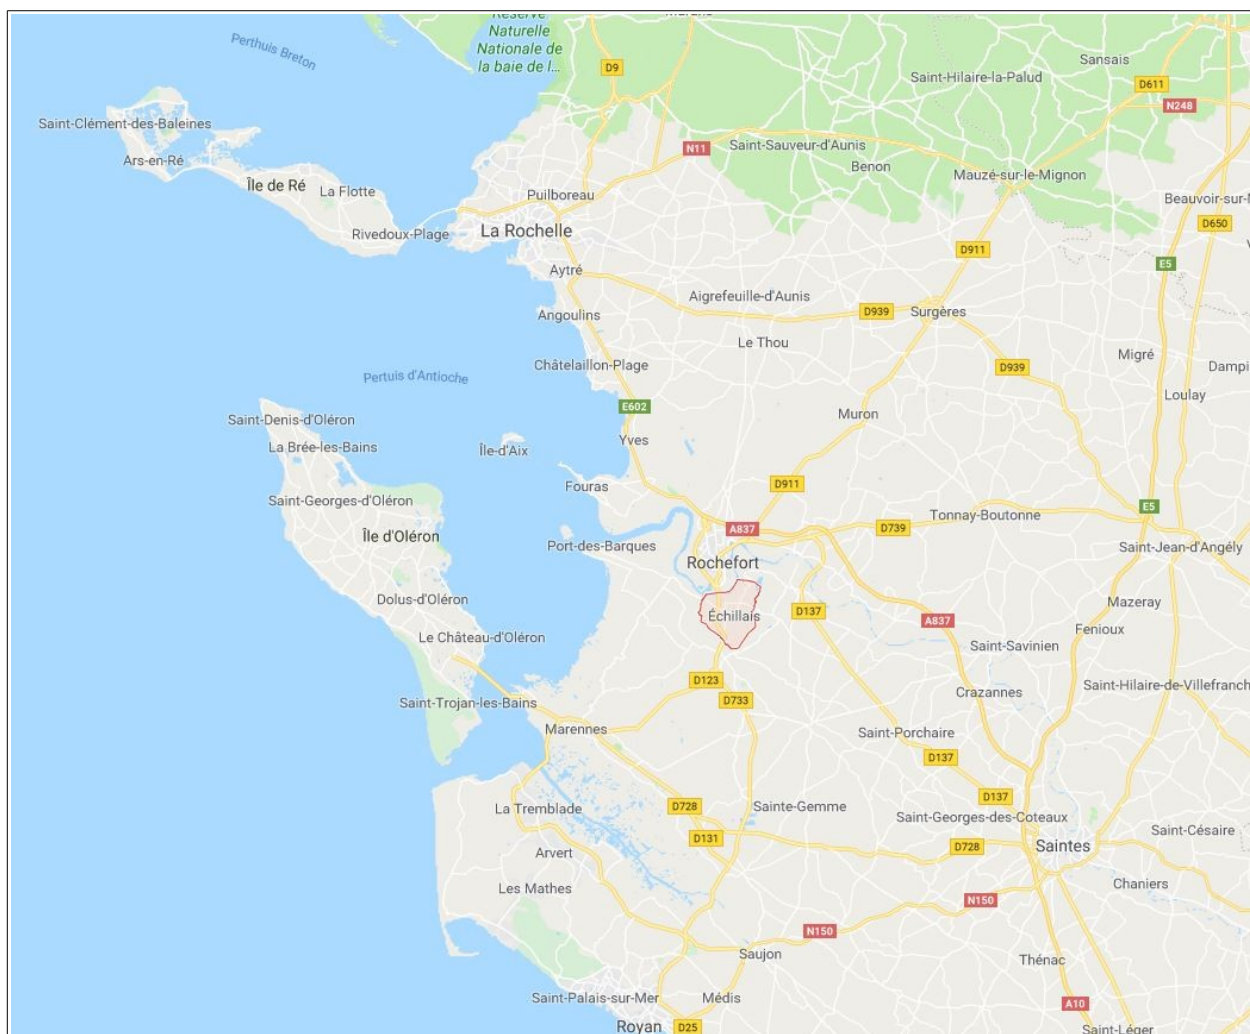 Réserve
Naturelle
Nationale de
la baie de l...
Perthuis Breton
D9
Sansais
Saint-Hilaire-la-Palud
D611
N248
Saint-Clément-des-Baleines
Ars-en-Ré
N11
Saint-Sauveur-d'Aunis
Benon
Mauzé-sur-le-Mignon
Île de Ré
La Flotte
Puilboreau
Beauvoir-sur-N
Rivedoux-Plage
La Rochelle
D650
D911
E5
Aytré
Aigrefeuille-d'Aunis
Angoulins
D939
Surgères
Le Thou
Migré
Châtelaillon-Plage
D939
Dampi
Pertuis d'Antioche
Loulay
E602
Muron
Saint-Denis-d'Oléron
La Brée-les-Bains
Île-d'Aix
Yves
Fouras
D911
Saint-Georges-d'Oléron
E5
Tonnay-Boutonne
A837
D739
Île d'Oléron
Port-des-Barques
Saint-Jean-d'Angély
Rochefort
Dolus-d'Oléron
Mazeray
Échillais
D137
A837
Fenioux
Le Château-d'Oléron
Saint-Savinien
D123
Saint-Hilaire-de-Villefranch
Crazannes
Saint-Trojan-les-Bains
D733
Marennes
Saint-Porchaire
D137
D137
La Tremblade
D728
Sainte-Gemme
Saint-Georges-des-Coteaux
Saint-Césaire
D131
D728
Saintes
Arvert
Chaniers
Les Mathes
N150
N150
Saujon
Thénac
Saint-Palais-sur-Mer
Médis
A10
Royan
D25
Saint-Léger